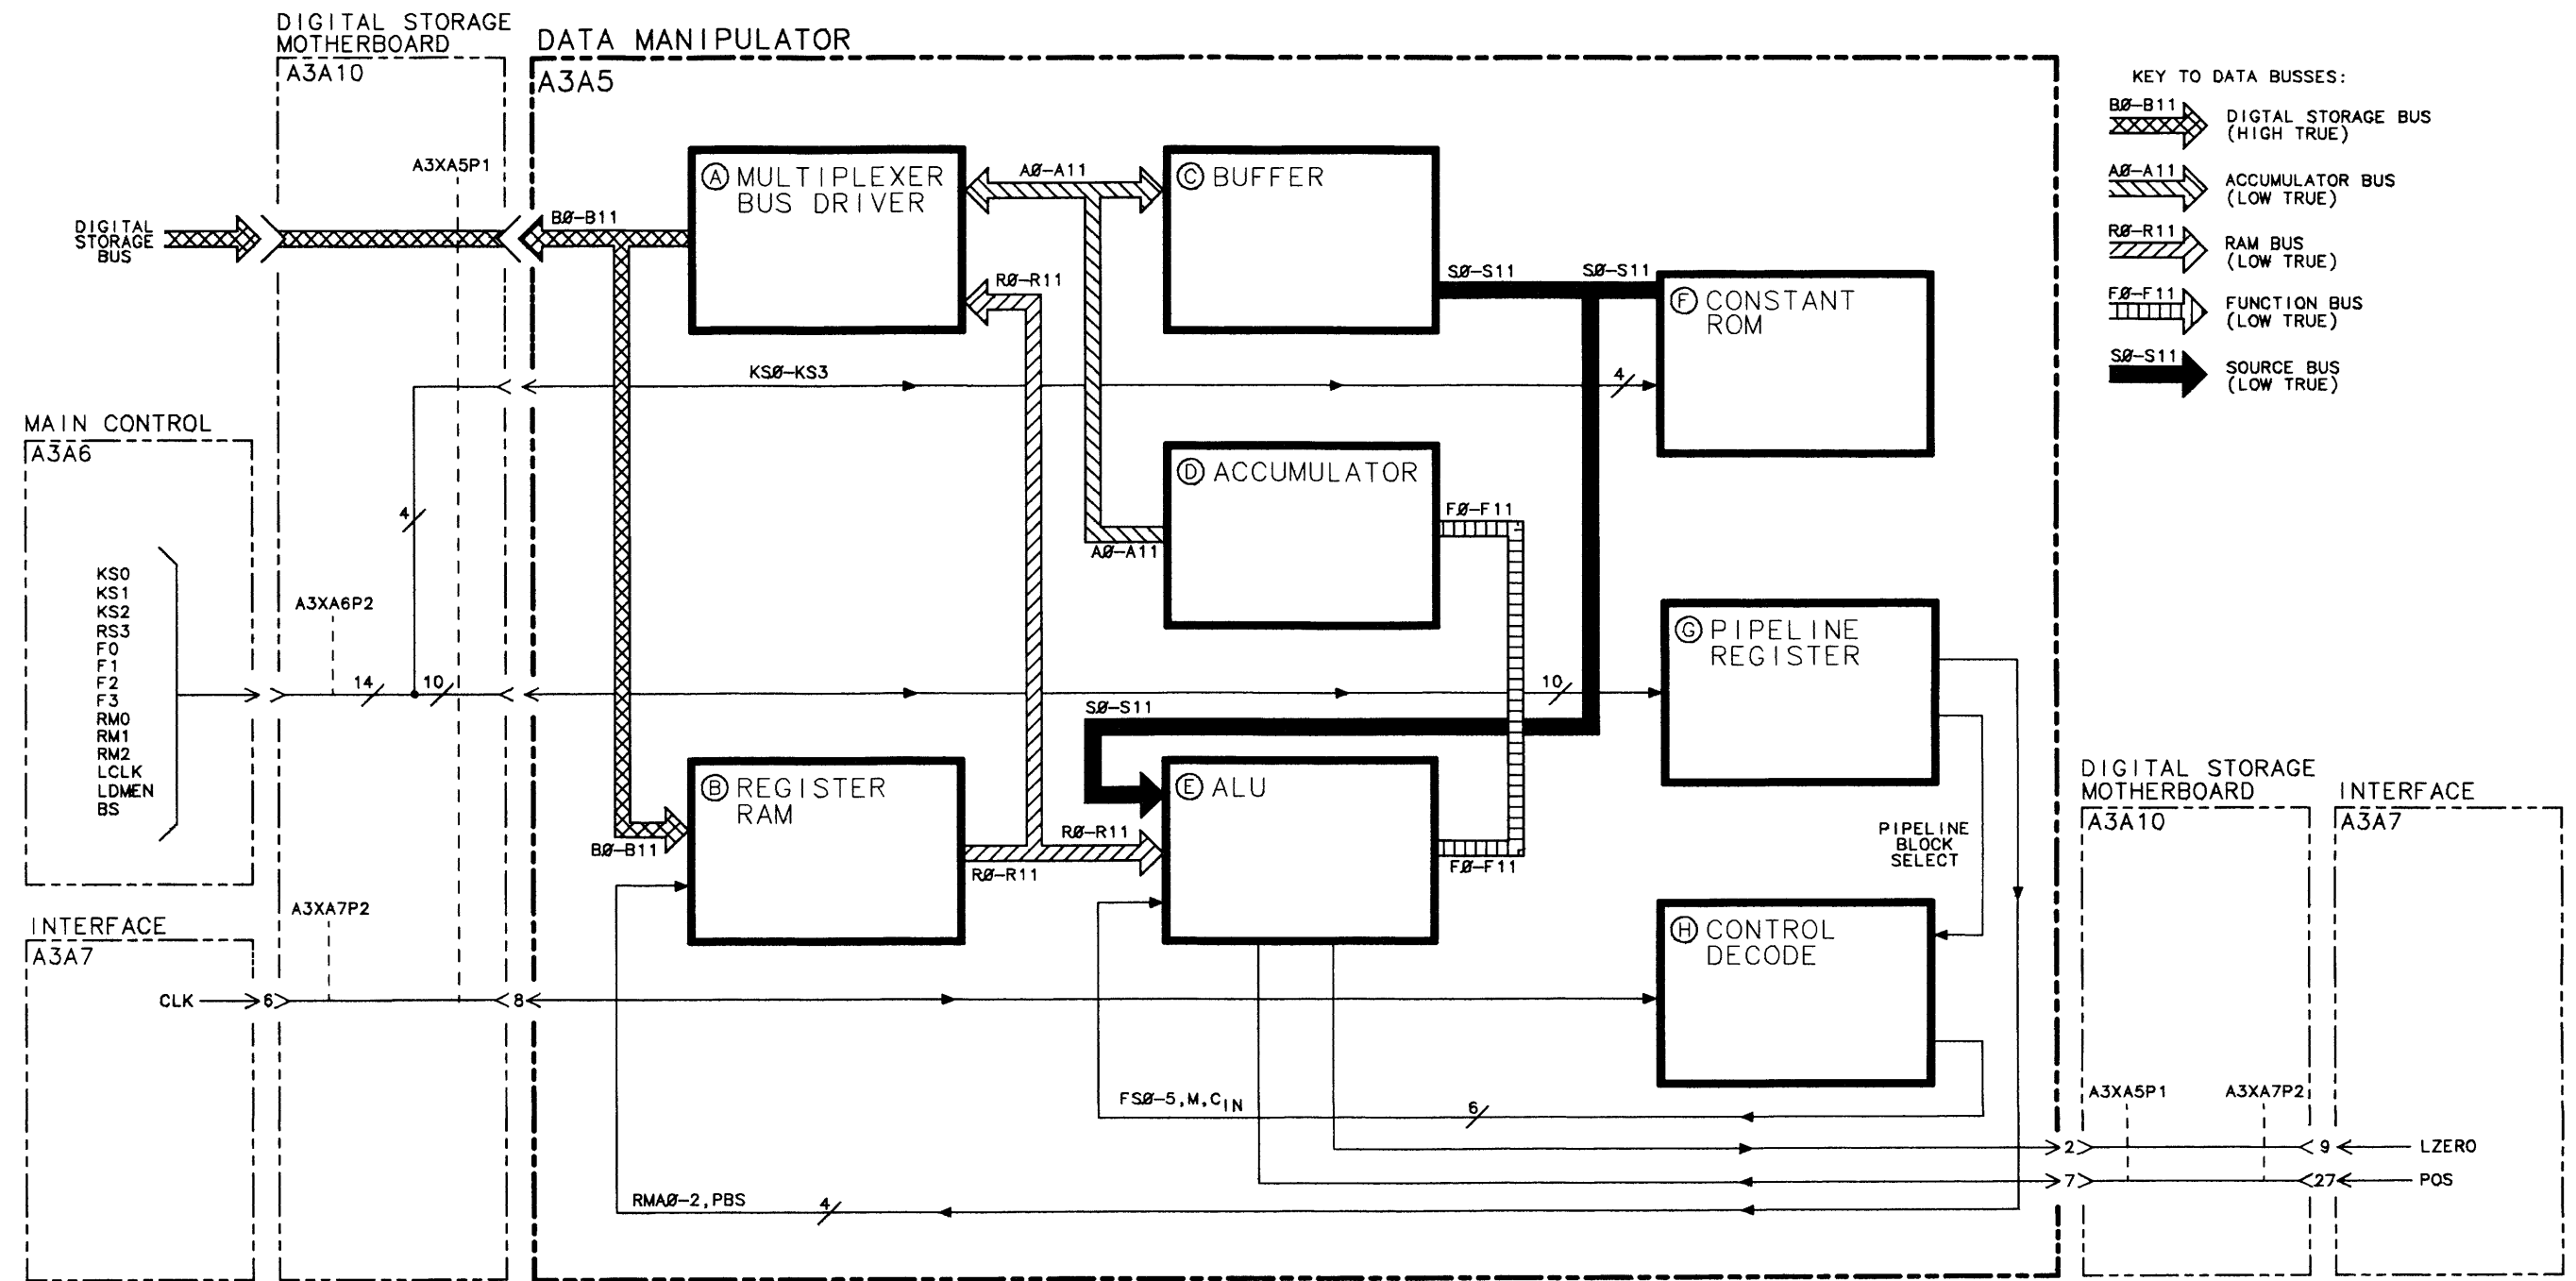 DIGITAL STORAGE
MOTHERBOARD
A3A10
DATA MANIPULATOR
A3A5
KEY TO DATA BUSSES:
BØ-B11
DIGTAL STORAGE BUS
(HIGH TRUE)
AØ-A11
ACCUMULATOR BUS
(LOW TRUE)
RØ-R11
RAM BUS
(LOW TRUE)
FØ-F11
FUNCTION BUS
(LOW TRUE)
SØ-S11
SOURCE BUS
(LOW TRUE)
A3XA5P1
DIGITAL
STORAGE
BUS
BØ-B11
Ⓐ MULTIPLEXER
BUS DRIVER
AØ-A11
Ⓒ BUFFER
RØ-R11
SØ-S11
SØ-S11
Ⓕ CONSTANT
ROM
KSØ-KS3
4
MAIN CONTROL
A3A6
4
KS0
KS1
KS2
RS3
F0
F1
F2
F3
RM0
RM1
RM2
LCLK
LDMEN
BS
A3XA6P2
14
10
Ⓓ ACCUMULATOR
FØ-F11
AØ-A11
10
Ⓖ PIPELINE
REGISTER
SØ-S11
Ⓑ REGISTER
RAM
BØ-B11
RØ-R11
RØ-R11
Ⓔ ALU
FØ-F11
PIPELINE
BLOCK
SELECT
Ⓗ CONTROL
DECODE
INTERFACE
A3A7
A3XA7P2
CLK
6
8
FSØ-5,M,CIN
6
RMAØ-2,PBS
4
DIGITAL STORAGE
MOTHERBOARD
A3A10
INTERFACE
A3A7
A3XA5P1
A3XA7P2
2
9
LZERO
7
27
POS